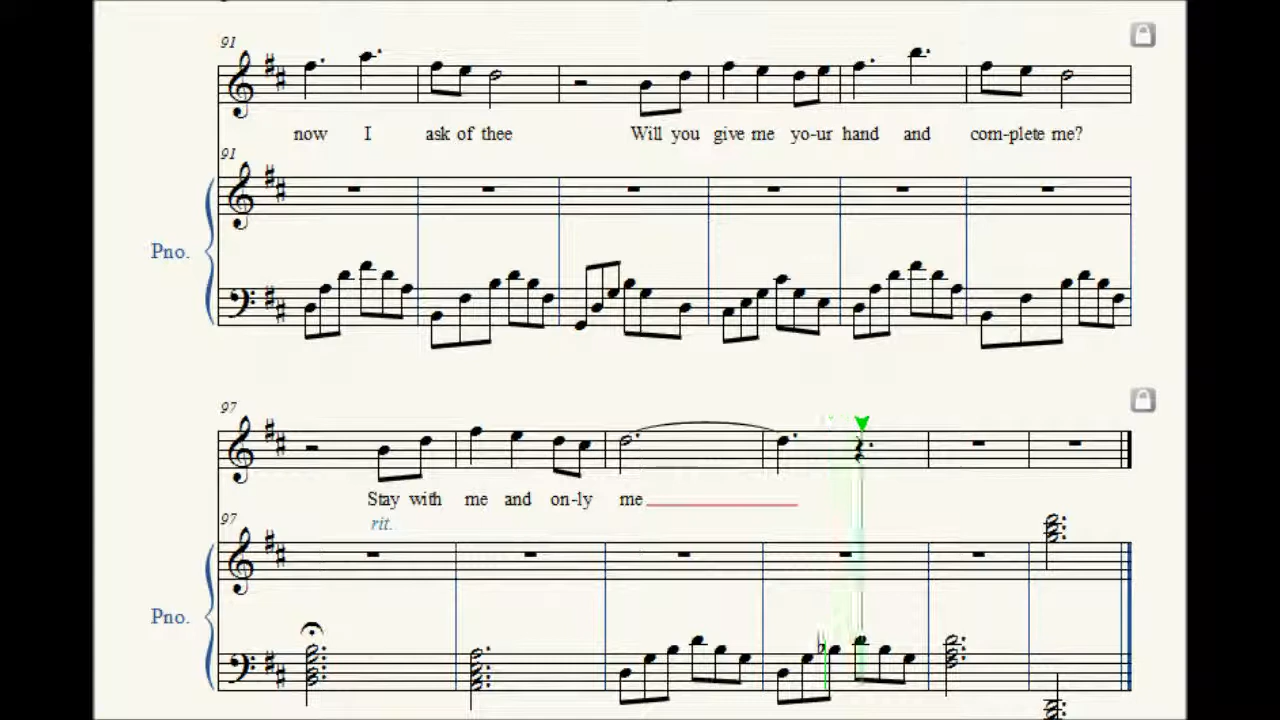 91
now I ask of thee Will you give me yo-ur hand and com-plete me?
91
Pno.
97
Stay with me and on-ly me
rit.
97
Pno.